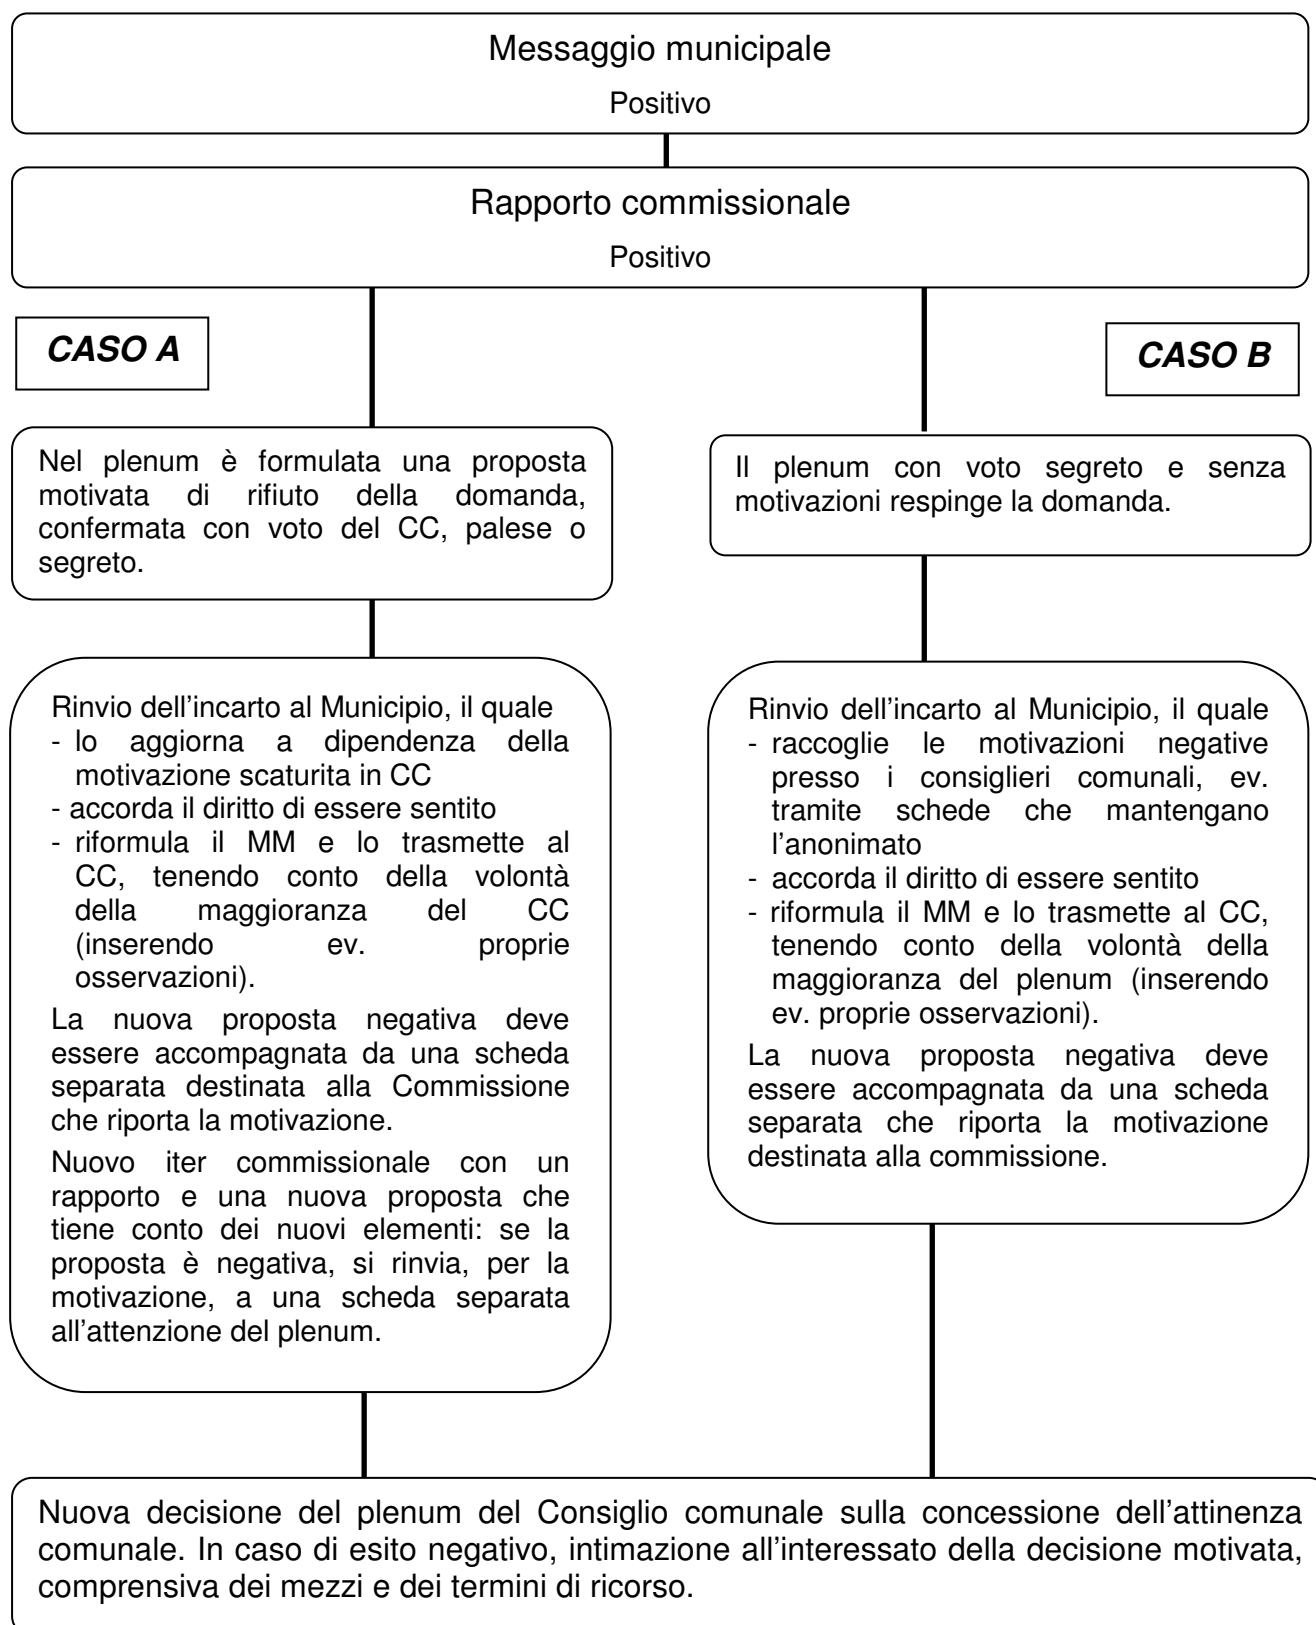 Messaggio municipale
Positivo
Rapporto commissionale
Positivo
CASO A
CASO B
Nel plenum è formulata una proposta
motivata di rifiuto della domanda,
confermata con voto del CC, palese o
segreto.
Il plenum con voto segreto e senza
motivazioni respinge la domanda.
Rinvio dell'incarto al Municipio, il quale
- lo aggiorna a dipendenza della
motivazione scaturita in CC
- accorda il diritto di essere sentito
- riformula il MM e lo trasmette al
CC, tenendo conto della volontà
della maggioranza del CC
(inserendo ev. proprie
osservazioni).
La nuova proposta negativa deve
essere accompagnata da una scheda
separata destinata alla Commissione
che riporta la motivazione.
Nuovo iter commissionale con un
rapporto e una nuova proposta che
tiene conto dei nuovi elementi: se la
proposta è negativa, si rinvia, per la
motivazione, a una scheda separata
all'attenzione del plenum.
Rinvio dell'incarto al Municipio, il quale
- raccoglie le motivazioni negative
presso i consiglieri comunali, ev.
tramite schede che mantengano
l'anonimato
- accorda il diritto di essere sentito
- riformula il MM e lo trasmette al CC,
tenendo conto della volontà della
maggioranza del plenum (inserendo
ev. proprie osservazioni).
La nuova proposta negativa deve
essere accompagnata da una scheda
separata che riporta la motivazione
destinata alla commissione.
Nuova decisione del plenum del Consiglio comunale sulla concessione dell'attinenza
comunale. In caso di esito negativo, intimazione all'interessato della decisione motivata,
comprensiva dei mezzi e dei termini di ricorso.